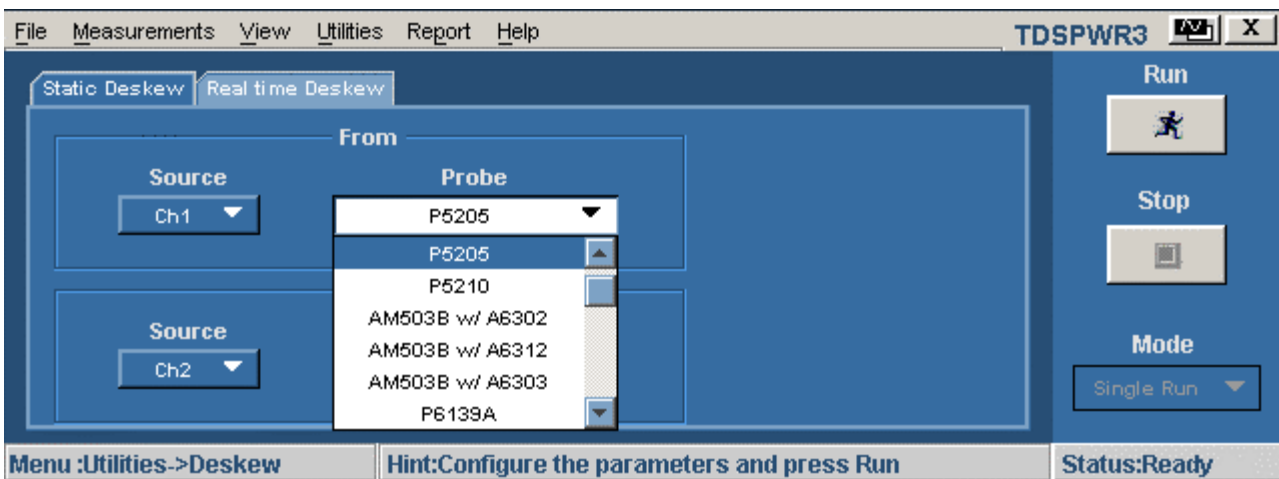 File Measurements View Utilities Report Help
TDSPWR3 X
Static Deskew Real time Deskew
From
Source Probe
Ch1 P5205
P5205
P5210
AM503B w/ A6302
AM503B w/ A6312
AM503B w/ A6303
P6139A
Source
Ch2
Run
Stop
Mode
Single Run
Menu :Utilities->Deskew Hint:Configure the parameters and press Run Status:Ready